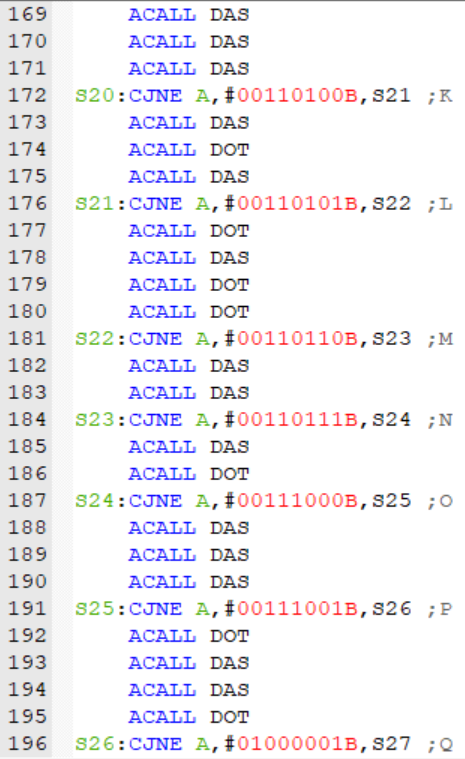 169 ACALL DAS
170 ACALL DAS
171 ACALL DAS
172 S20:CJNE A,#00110100B,S21 ;K
173 ACALL DAS
174 ACALL DOT
175 ACALL DAS
176 S21:CJNE A,#00110101B,S22 ;L
177 ACALL DOT
178 ACALL DAS
179 ACALL DOT
180 ACALL DOT
181 S22:CJNE A,#00110110B,S23 ;M
182 ACALL DAS
183 ACALL DAS
184 S23:CJNE A,#00110111B,S24 ;N
185 ACALL DAS
186 ACALL DOT
187 S24:CJNE A,#00111000B,S25 ;O
188 ACALL DAS
189 ACALL DAS
190 ACALL DAS
191 S25:CJNE A,#00111001B,S26 ;P
192 ACALL DOT
193 ACALL DAS
194 ACALL DAS
195 ACALL DOT
196 S26:CJNE A,#01000001B,S27 ;Q